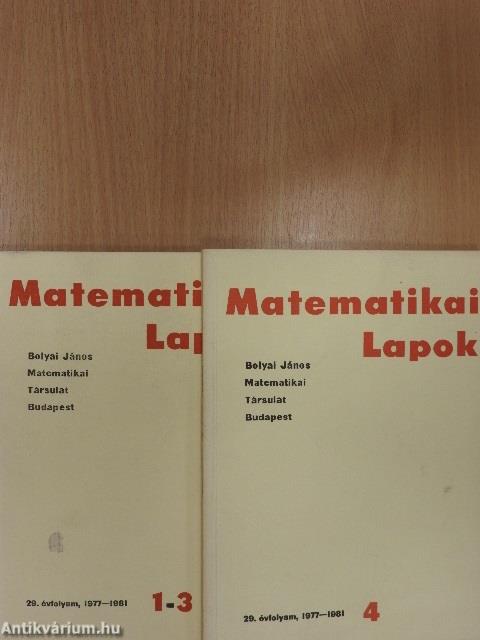 Matemati
Lap
Bolyai János
Matematikai
Társulat
Budapest
29. évfolyam, 1977—1981 1-3
Matematikai
Lapok
Bolyai János
Matematikai
Társulat
Budapest
29. évfolyam, 1977—1981 4
Antikvárium.hu